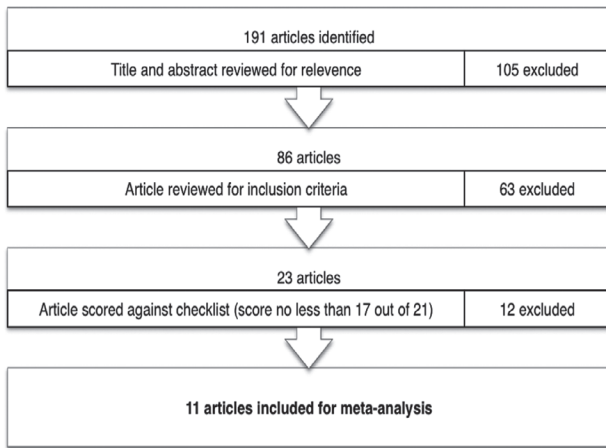 191 articles identified
Title and abstract reviewed for relevence
105 excluded
86 articles
Article reviewed for inclusion criteria
63 excluded
23 articles
Article scored against checklist (score no less than 17 out of 21)
12 excluded
11 articles included for meta-analysis